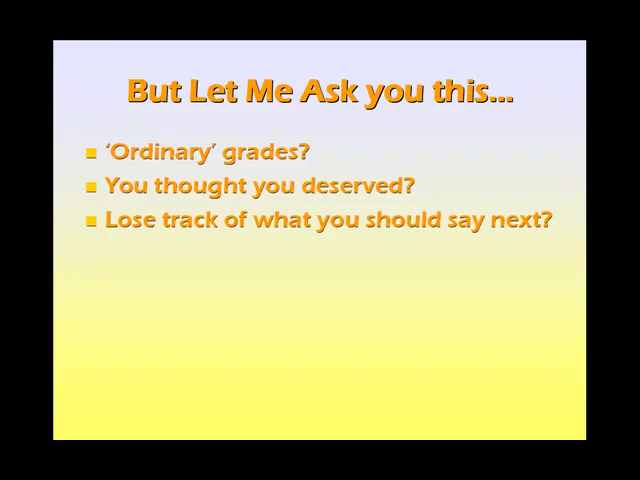 But Let Me Ask you this...
‘Ordinary’ grades?
You thought you deserved?
Lose track of what you should say next?